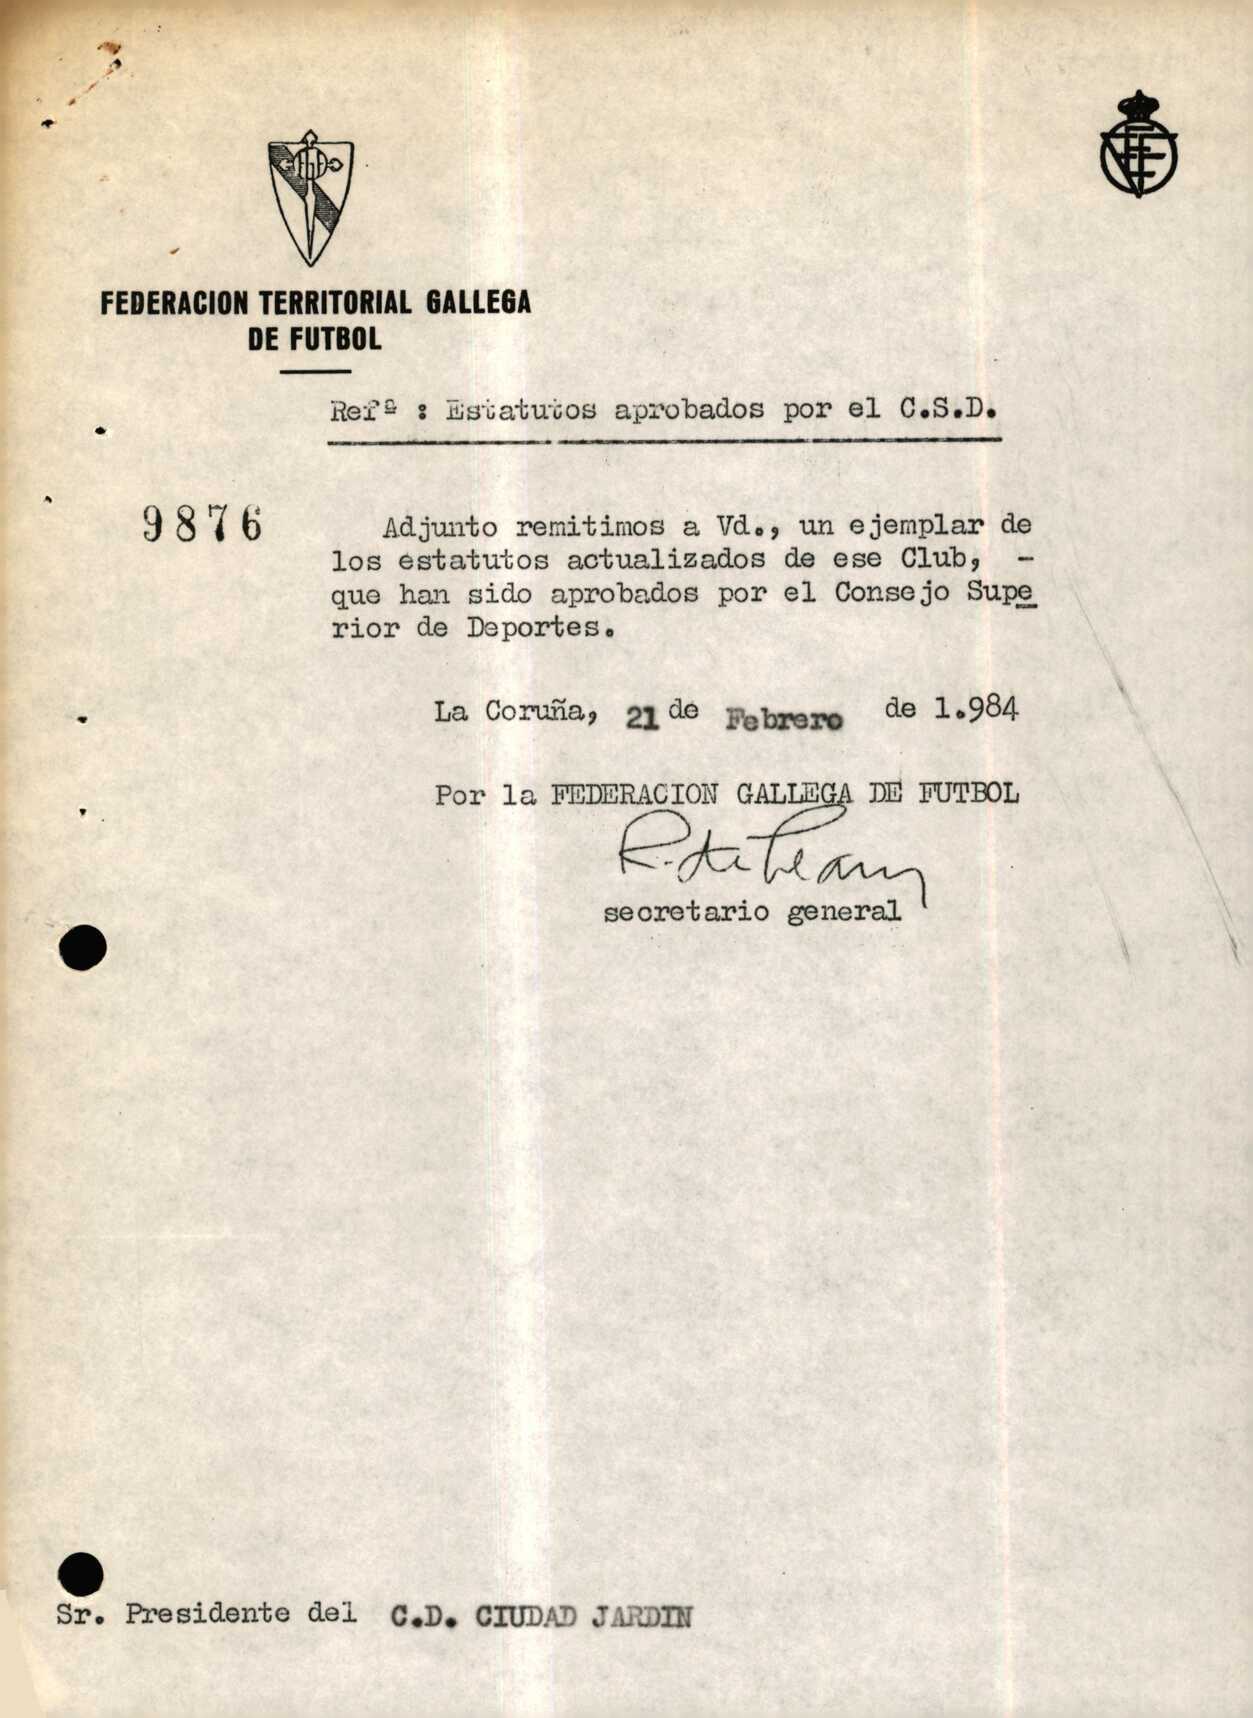 FEDERACION TERRITORIAL GALLEGA
DE FUTBOL
Refª : Estatutos aprobados por el C.S.D.
9876
Adjunto remitimos a Vd., un ejemplar de
los estatutos actualizados de ese Club, -
que han sido aprobados por el Consejo Supe
rior de Deportes.
La Coruña, 21 de Febrero de 1.984
Por la FEDERACION GALLEGA DE FUTBOL
secretario general
Sr. Presidente del C.D. CIUDAD JARDIN